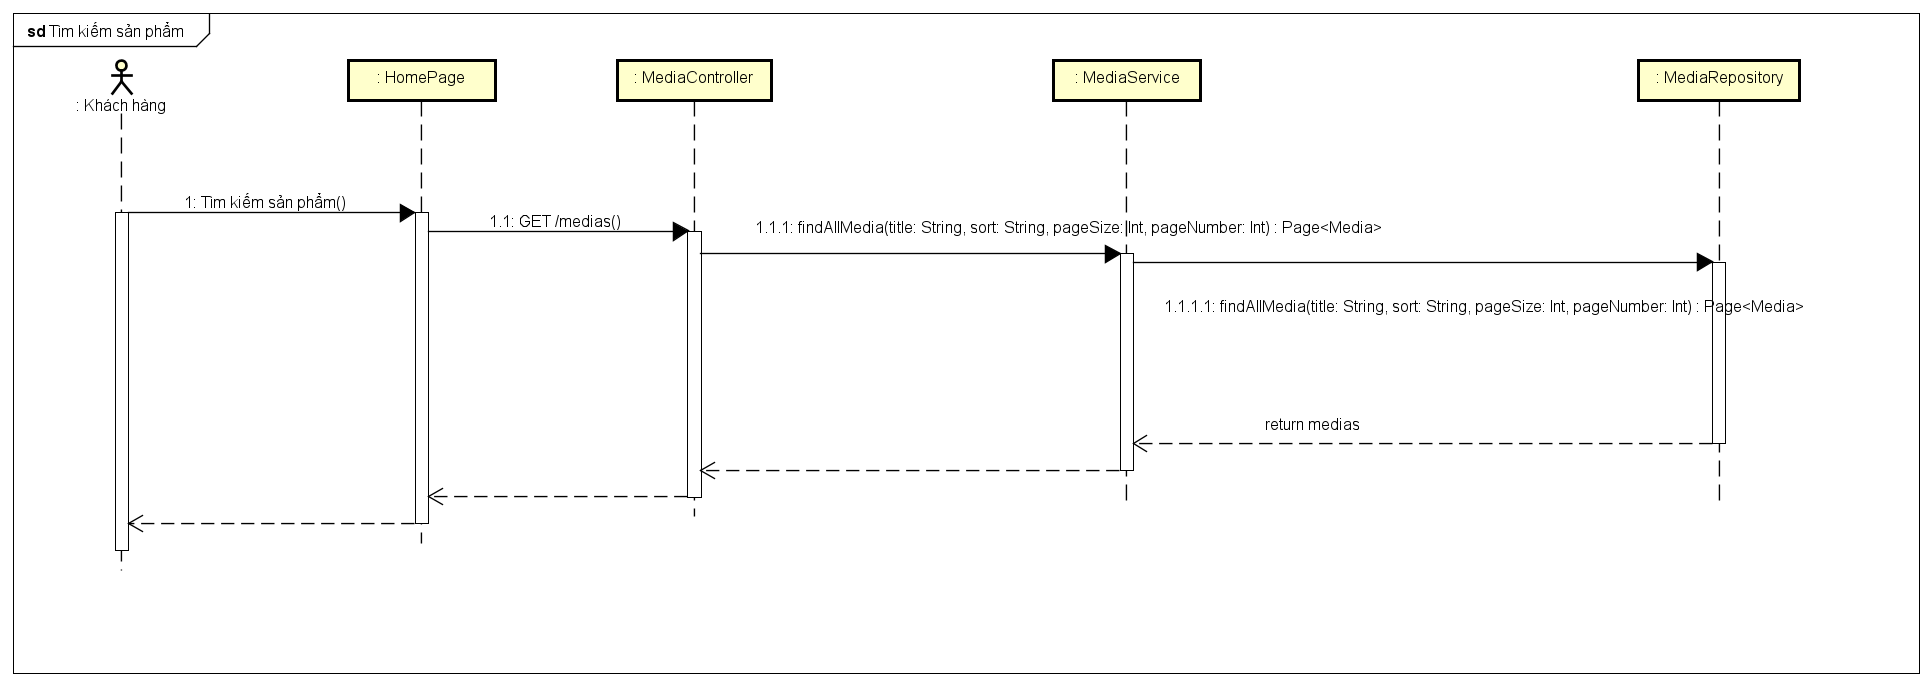 sd Tìm kiếm sản phẩm
: Khách hàng
: HomePage
: MediaController
: MediaService
: MediaRepository
1: Tìm kiếm sản phẩm()
1.1: GET /medias()
1.1.1: findAllMedia(title: String, sort: String, pageSize: Int, pageNumber: Int) : Page<Media>
1.1.1.1: findAllMedia(title: String, sort: String, pageSize: Int, pageNumber: Int) : Page<Media>
return medias